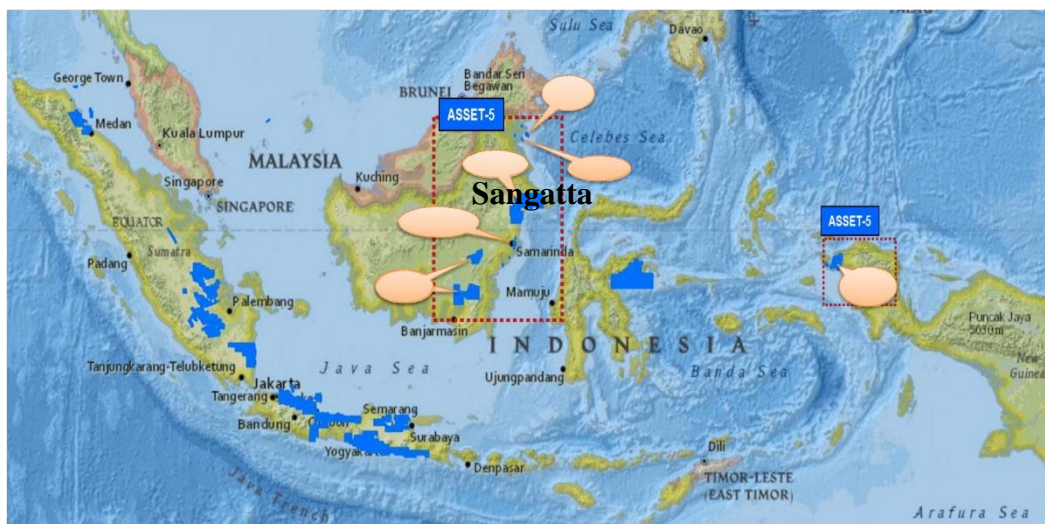 Sulu Sea
Davao
George Town
Bandar Seri
Begawan
BRUNEI
ASSET-5
Medan
Celebes Sea
Kuala Lumpur
MALAYSIA
Kuching
Sangatta
Singapore
SINGAPORE
ASSET-5
EQUATOR
Sumatra
Samarinda
Padang
Palembang
Mamuju
Puncak Jaya
5030 m
Banjarmasin
INDONESIA
New
Guinea
Tanjungkarang-Telubketung
Java Sea
Ujungpandang
Banda Sea
Jakarta
Tangerang
Semarang
Bandung
Surabaya
Yogyakarta
Denpasar
Dili
TIMOR-LESTE
(EAST TIMOR)
Java Trench
Arafura Sea